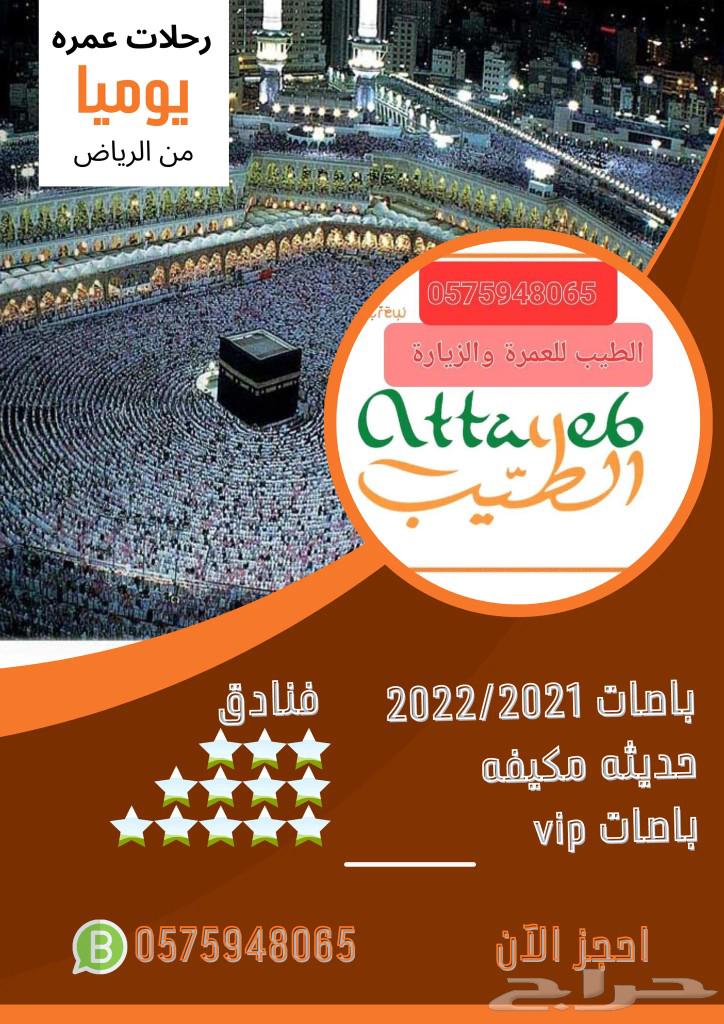 رحلات عمره
يوميا
من الرياض
0575948065
الطيب للعمرة والزيارة
Attayeb
الطيّب
باصات 2022/2021
حديثه مكيفه
باصات vip
فنادق
احجز الآن
0575948065
B
حراج